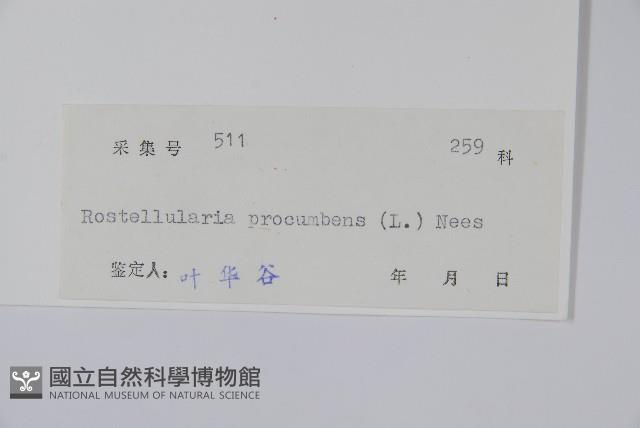 采集号 511 259 科
Rostellularia procumbens (L.) Nees
鉴定人: 叶华谷 年 月 日
國立自然科學博物館
NATIONAL MUSEUM OF NATURAL SCIENCE